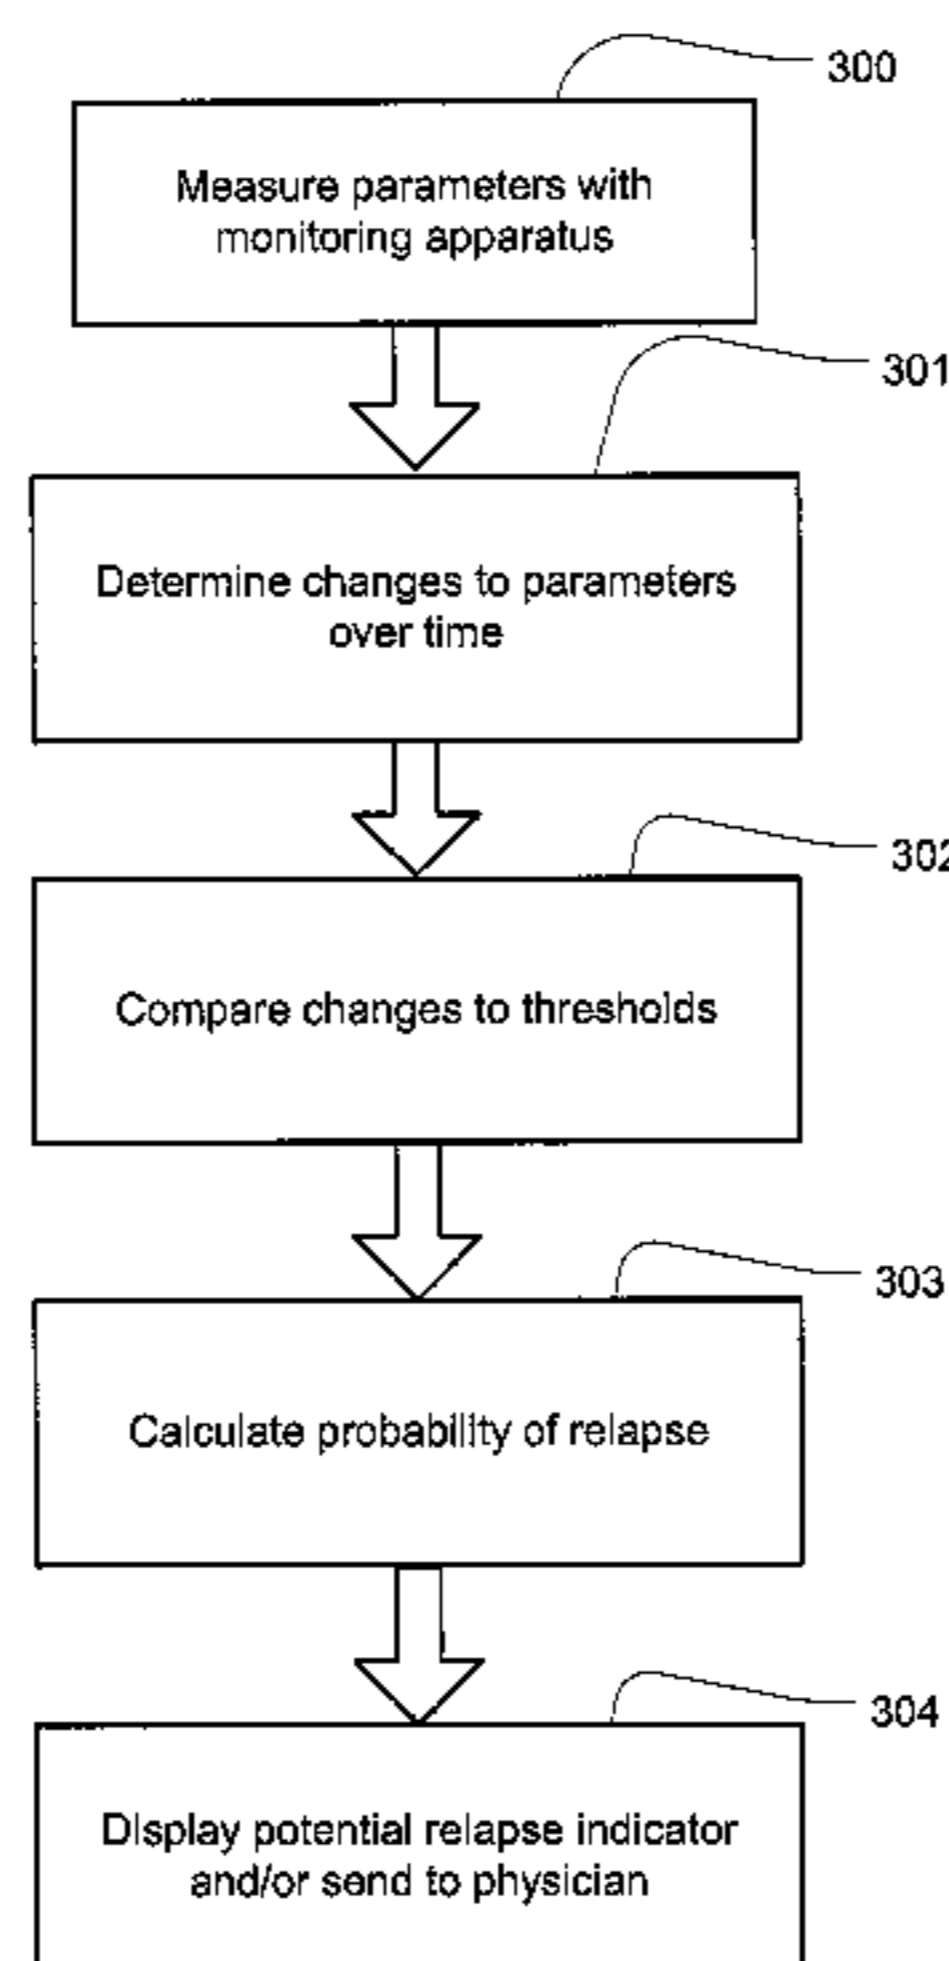 300
Measure parameters with
monitoring apparatus
301
Determine changes to parameters
over time
302
Compare changes to thresholds
303
Calculate probability of relapse
304
Display potential relapse indicator
and/or send to physician